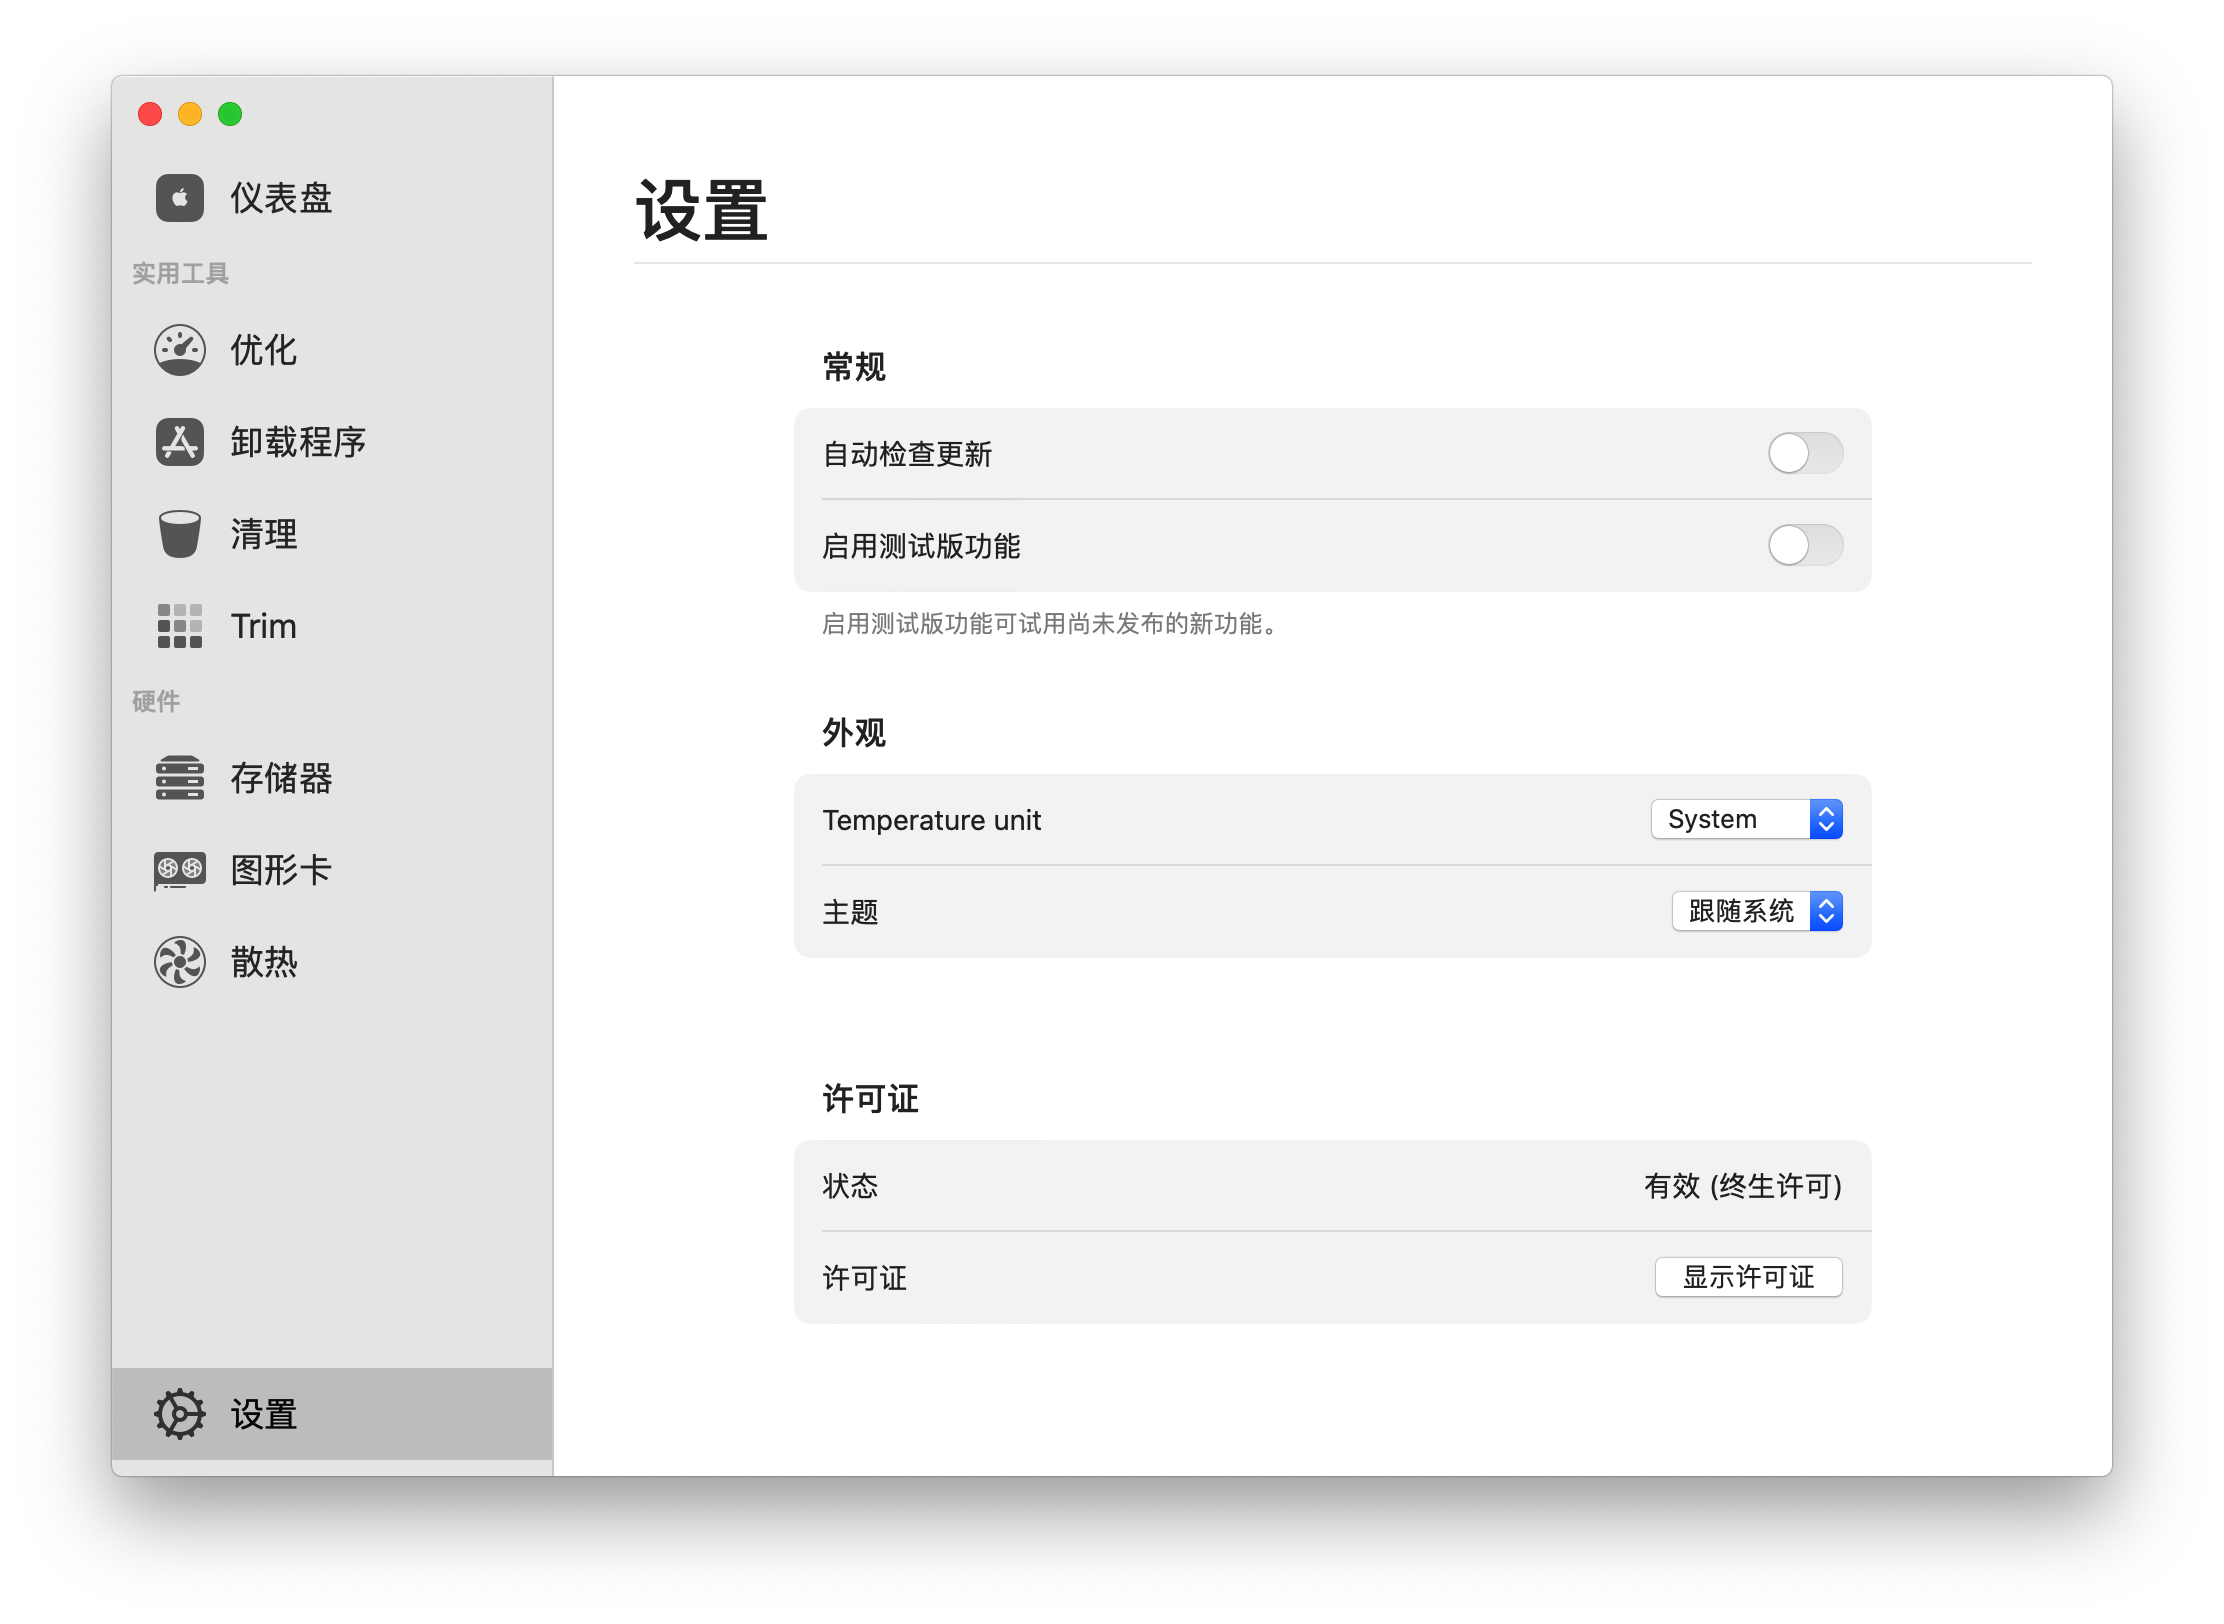 仪表盘
实用工具
优化
卸载程序
清理
Trim
硬件
存储器
图形卡
散热
设置
设置
常规
自动检查更新
启用测试版功能
启用测试版功能可试用尚未发布的新功能。
外观
Temperature unit System
主题 跟随系统
许可证
状态 有效 (终生许可)
许可证 显示许可证